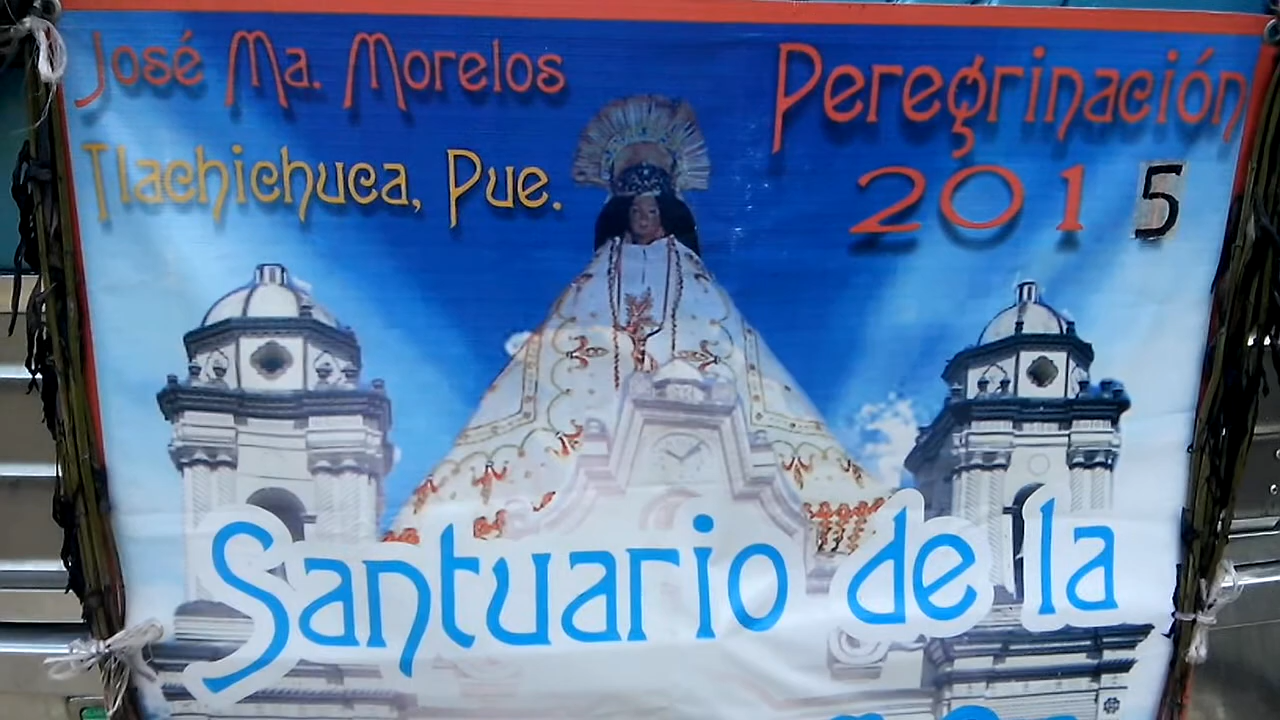 José Ma. Morelos
Tlachichuca, Pue.
Peregrinación
2015
Santuario de la